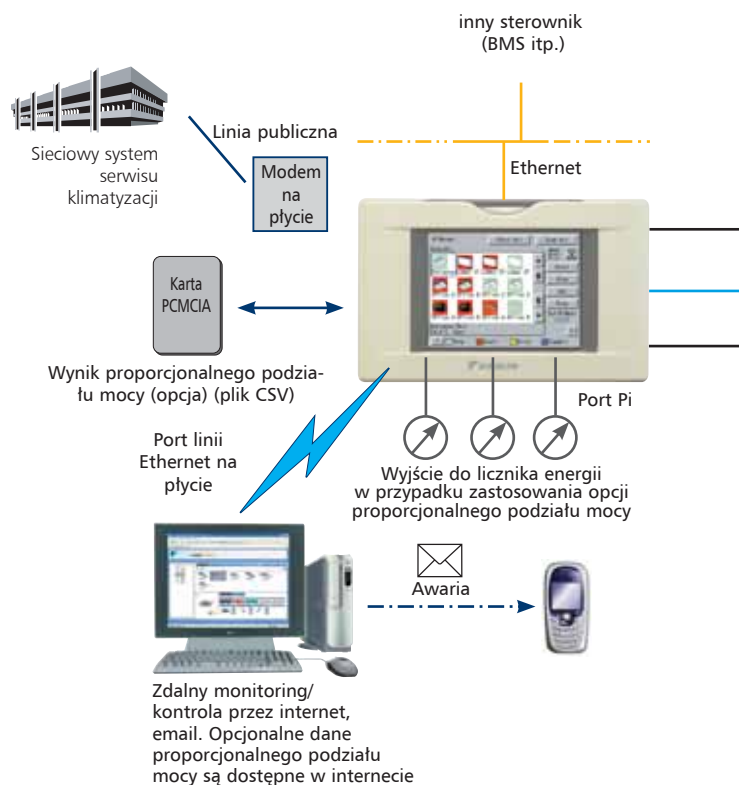 inny sterownik
(BMS itp.)
Linia publiczna
Sieciowy system
serwisu
klimatyzacji
Modem
na
płycie
Ethernet
Karta
PCMCIA
Wynik proporcjonalnego podzia-
łu mocy (opcja) (plik CSV)
Port Pi
Port linii
Ethernet na
płycie
Wyjście do licznika energii
w przypadku zastosowania opcji
proporcjonalnego podziału mocy
Awaria
Zdalny monitoring/
kontrola przez internet,
email. Opcjonalne dane
proporcjonalnego podziału
mocy są dostępne w internecie